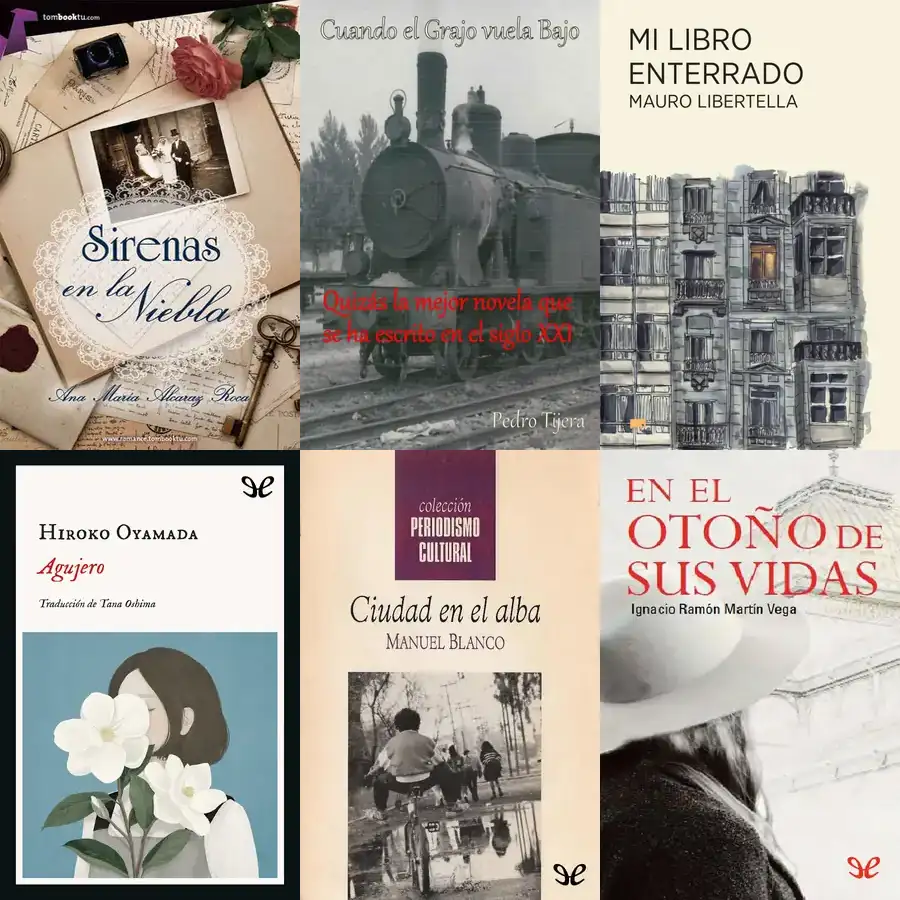 tombooktu.com
Sirenas
en la Niebla
Ana María Alcaraz Roca
www.romance.tombooktu.com
Cuando el Grajo vuela Bajo
Quizás la mejor novela que
se ha escrito en el siglo XXI
Pedro Tijera
MI LIBRO
ENTERRADO
MAURO LIBERTELLA
HIROKO OYAMADA
Agujero
Traducción de Tana Oshima
colección
PERIODISMO
CULTURAL
Ciudad en el alba
MANUEL BLANCO
EN EL
OTOÑO DE
SUS VIDAS
Ignacio Ramón Martín Vega